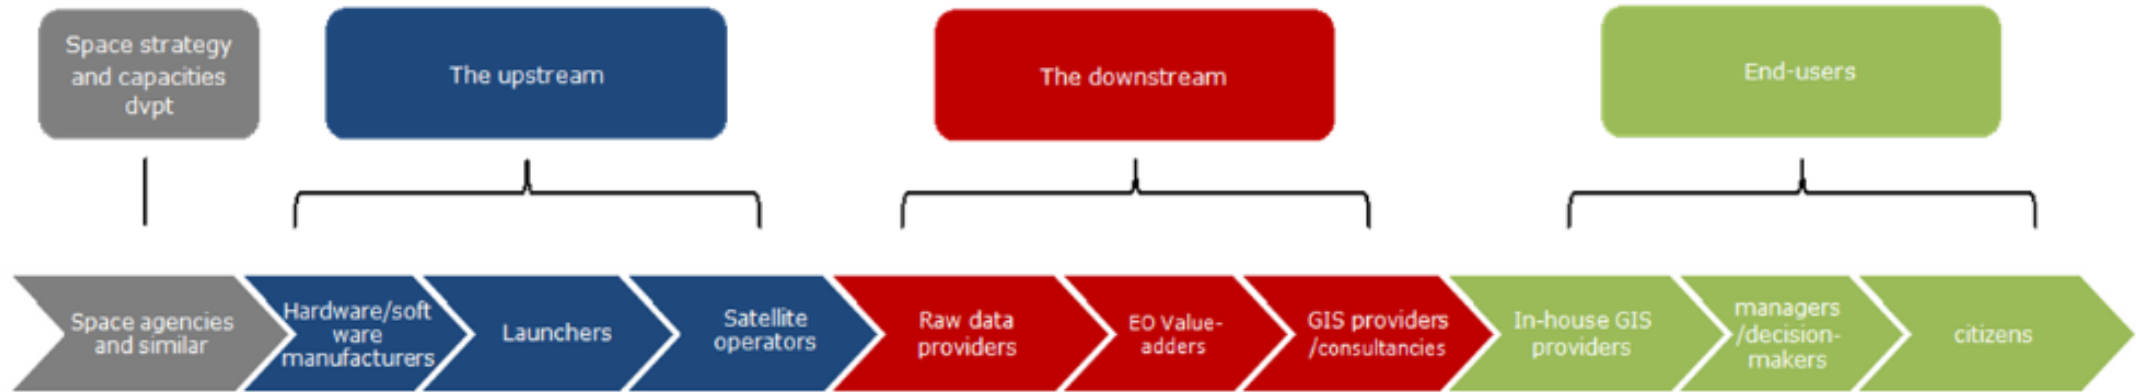 Space strategy
and capacities
dvpt
The upstream
The downstream
End-users
Space agencies
and similar
Hardware/soft
ware
manufacturers
Launchers
Satellite
operators
Raw data
providers
EO Value-
adders
GIS providers
/consultancies
In-house GIS
providers
managers
/decision-
makers
citizens